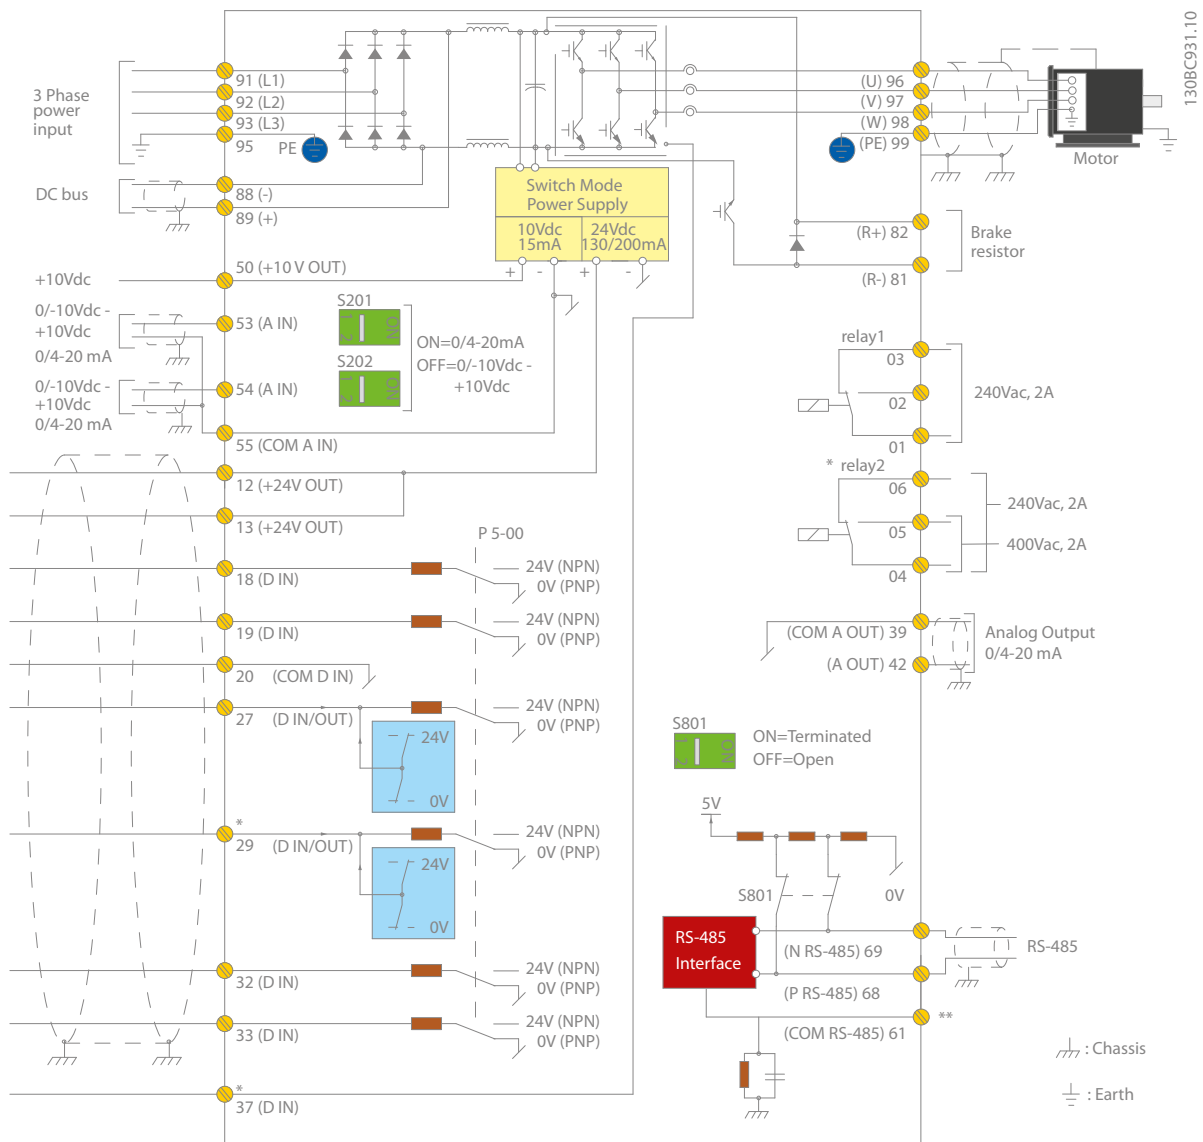 130BC931.10
3 Phase
power
input
91 (L1)
92 (L2)
93 (L3)
95
PE
DC bus
88 (-)
89 (+)
Switch Mode
Power Supply
10Vdc
15mA
24Vdc
130/200mA
+ - + -
+10Vdc
50 (+10 V OUT)
0/-10Vdc -
+10Vdc
0/4-20 mA
53 (A IN)
0/-10Vdc -
+10Vdc
0/4-20 mA
54 (A IN)
55 (COM A IN)
S201
1 2 ON
S202
1 2 ON
ON=0/4-20mA
OFF=0/-10Vdc -
+10Vdc
12 (+24V OUT)
13 (+24V OUT)
P 5-00
18 (D IN)
24V (NPN)
0V (PNP)
19 (D IN)
24V (NPN)
0V (PNP)
20 (COM D IN)
27 (D IN/OUT)
24V (NPN)
0V (PNP)
24V
0V
*
29 (D IN/OUT)
24V (NPN)
0V (PNP)
24V
0V
32 (D IN)
24V (NPN)
0V (PNP)
33 (D IN)
24V (NPN)
0V (PNP)
*
37 (D IN)
(U) 96
(V) 97
(W) 98
(PE) 99
Motor
(R+) 82
(R-) 81
Brake
resistor
relay1
03
02
01
240Vac, 2A
* relay2
06
05
04
240Vac, 2A
400Vac, 2A
(COM A OUT) 39
(A OUT) 42
Analog Output
0/4-20 mA
S801
1 2 ON
ON=Terminated
OFF=Open
5V
S801
0V
RS-485
Interface
(N RS-485) 69
(P RS-485) 68
(COM RS-485) 61
**
RS-485
: Chassis
: Earth